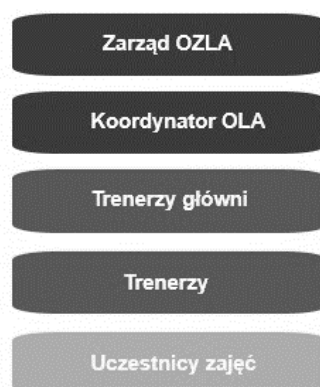 Zarząd OZLA
Koordynator OLA
Trenerzy główni
Trenerzy
Uczestnicy zajęć